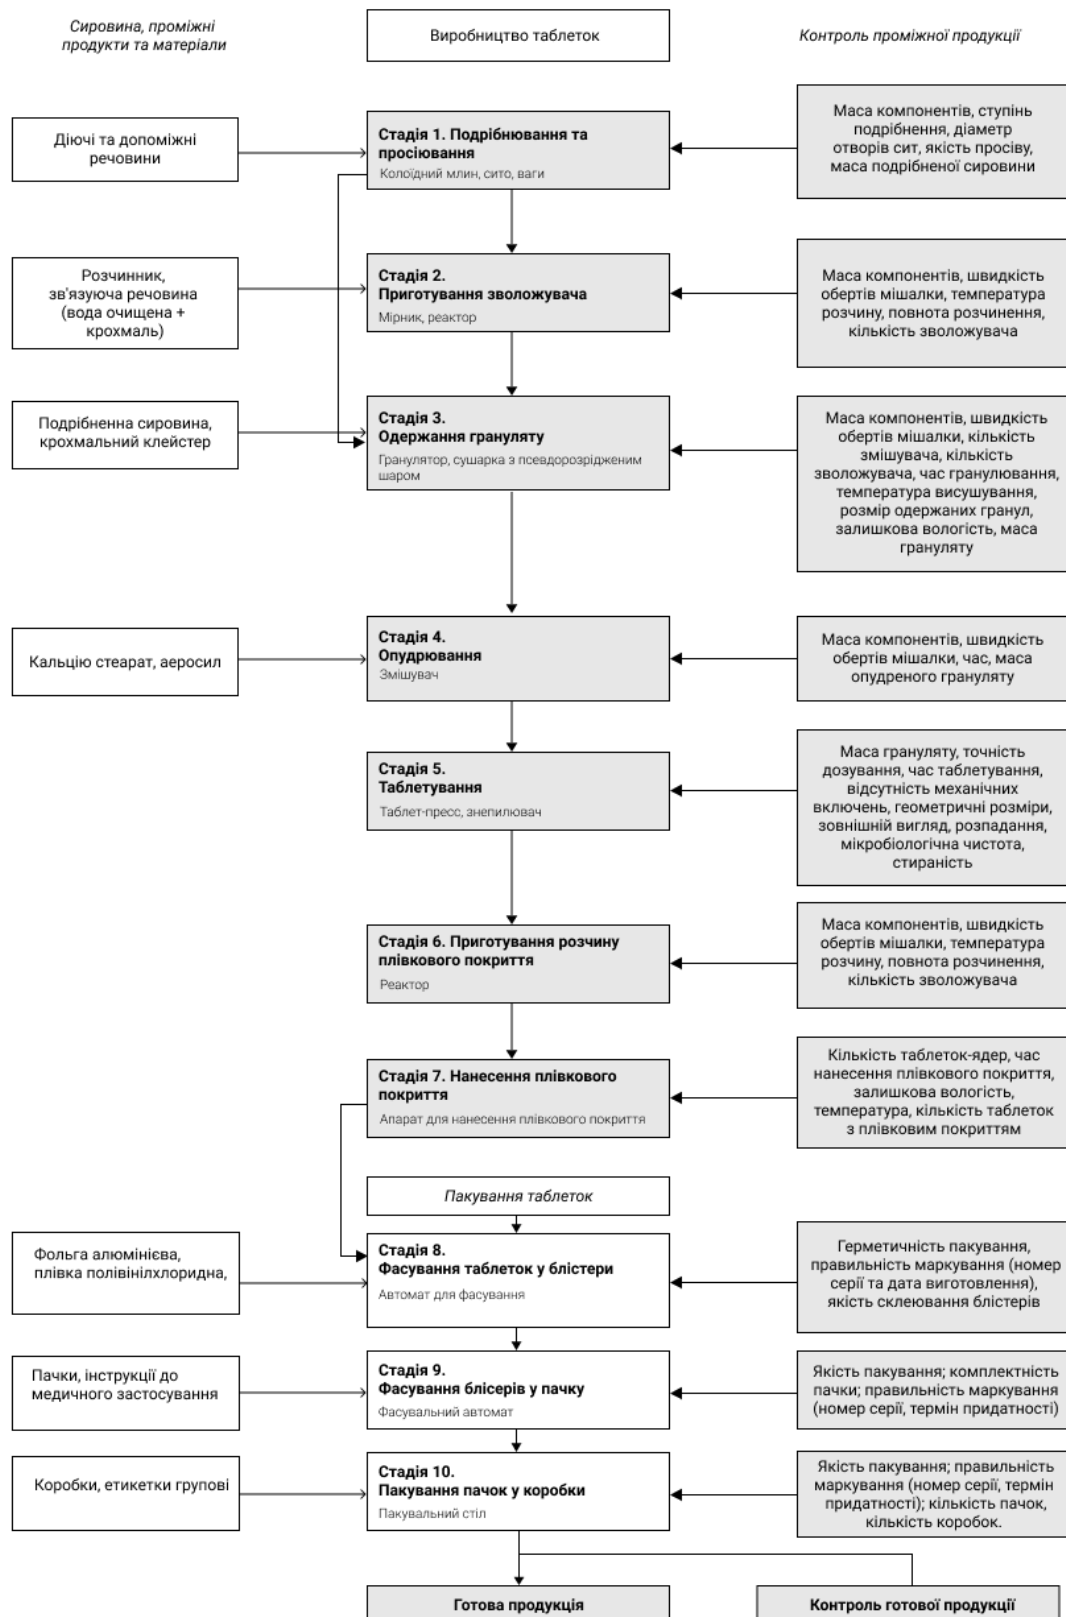 Сировина, проміжні
продукти та матеріали
Виробництво таблеток
Контроль проміжної продукції
Діючі та допоміжні
речовини
Стадія 1. Подрібнювання та
просіювання
Колоїдний млин, сито, ваги
Маса компонентів, ступінь
подрібнення, діаметр
отворів сит, якість просіву,
маса подрібненої сировини
Розчинник,
зв'язуюча речовина
(вода очищена +
крохмаль)
Стадія 2.
Приготування зволожувача
Мірник, реактор
Маса компонентів, швидкість
обертів мішалки, температура
розчину, повнота розчинення,
кількість зволожувача
Подрібненна сировина,
крохмальний клейстер
Стадія 3.
Одержання грануляту
Гранулятор, сушарка з псевдорозрідженим
шаром
Маса компонентів, швидкість
обертів мішалки, кількість
змішувача, кількість
зволожувача, час гранулювання,
температура висушування,
розмір одержаних гранул,
залишкова вологість, маса
грануляту
Кальцію стеарат, аеросил
Стадія 4.
Опудрювання
Змішувач
Маса компонентів, швидкість
обертів мішалки, час, маса
опудреного грануляту
Стадія 5.
Таблетування
Таблет-пресс, знепилювач
Маса грануляту, точність
дозування, час таблетування,
відсутність механічних
включень, геометричні розміри,
зовнішній вигляд, розпадання,
мікробіологічна чистота,
стираність
Стадія 6. Приготування розчину
плівкового покриття
Реактор
Маса компонентів, швидкість
обертів мішалки, температура
розчину, повнота розчинення,
кількість зволожувача
Стадія 7. Нанесення плівкового
покриття
Апарат для нанесення плівкового покриття
Кількість таблеток-ядер, час
нанесення плівкового покриття,
залишкова вологість,
температура, кількість таблеток
з плівковим покриттям
Пакування таблеток
Фольга алюмінієва,
плівка полівінілхлоридна,
Стадія 8.
Фасування таблеток у блістери
Автомат для фасування
Герметичність пакування,
правильність маркування (номер
серії та дата виготовлення),
якість склеювання блістерів
Пачки, інструкції до
медичного застосування
Стадія 9.
Фасування блісерів у пачку
Фасувальний автомат
Якість пакування; комплектність
пачки; правильність маркування
(номер серії, термін придатності)
Коробки, етикетки групові
Стадія 10.
Пакування пачок у коробки
Пакувальний стіл
Якість пакування; правильність
маркування (номер серії, термін
придатності); кількість пачок,
кількість коробок.
Готова продукція
Контроль готової продукції